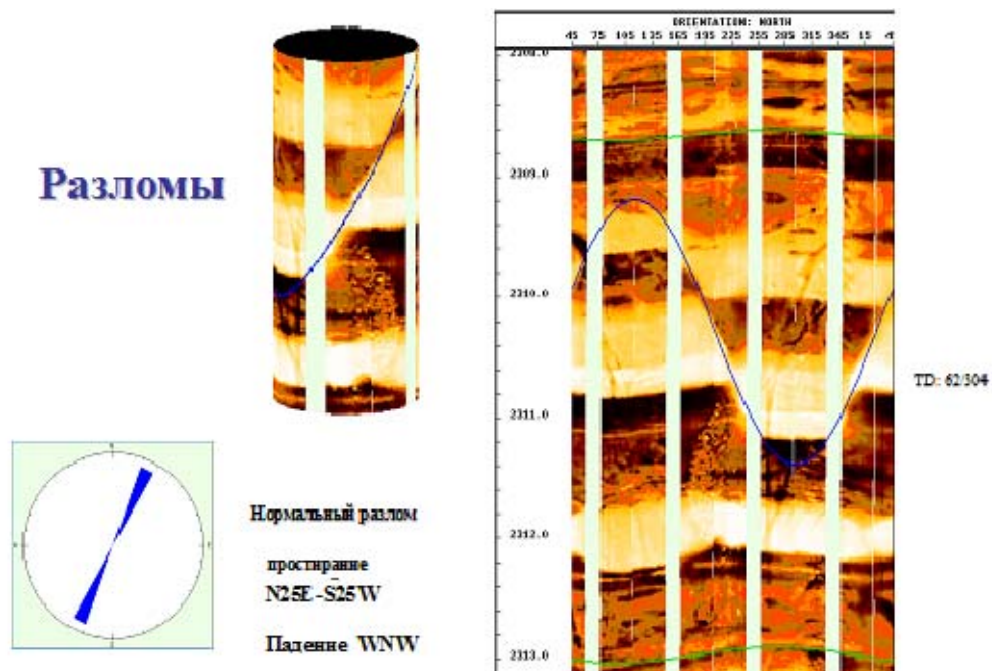 ORIENTATION: NORTH
45 75 105 135 165 195 225 255 285 315 345 15
Разломы
2309.0
2310.0
2311.0
2312.0
2313.0
TD: 62/304
Нормальный разлом
простирание
N25E -S25W
Падение WNW